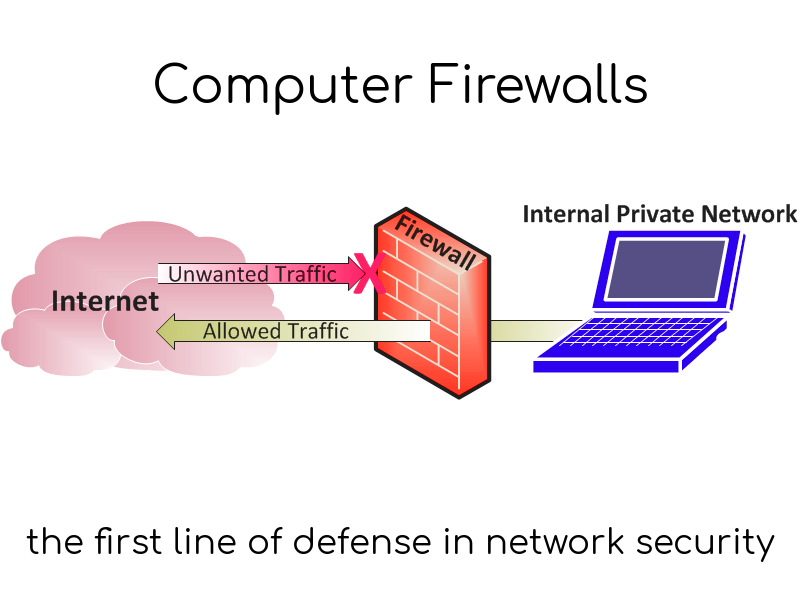 Computer Firewalls
Internal Private Network
Firewall
Unwanted Traffic
Internet
Allowed Traffic
the first line of defense in network security